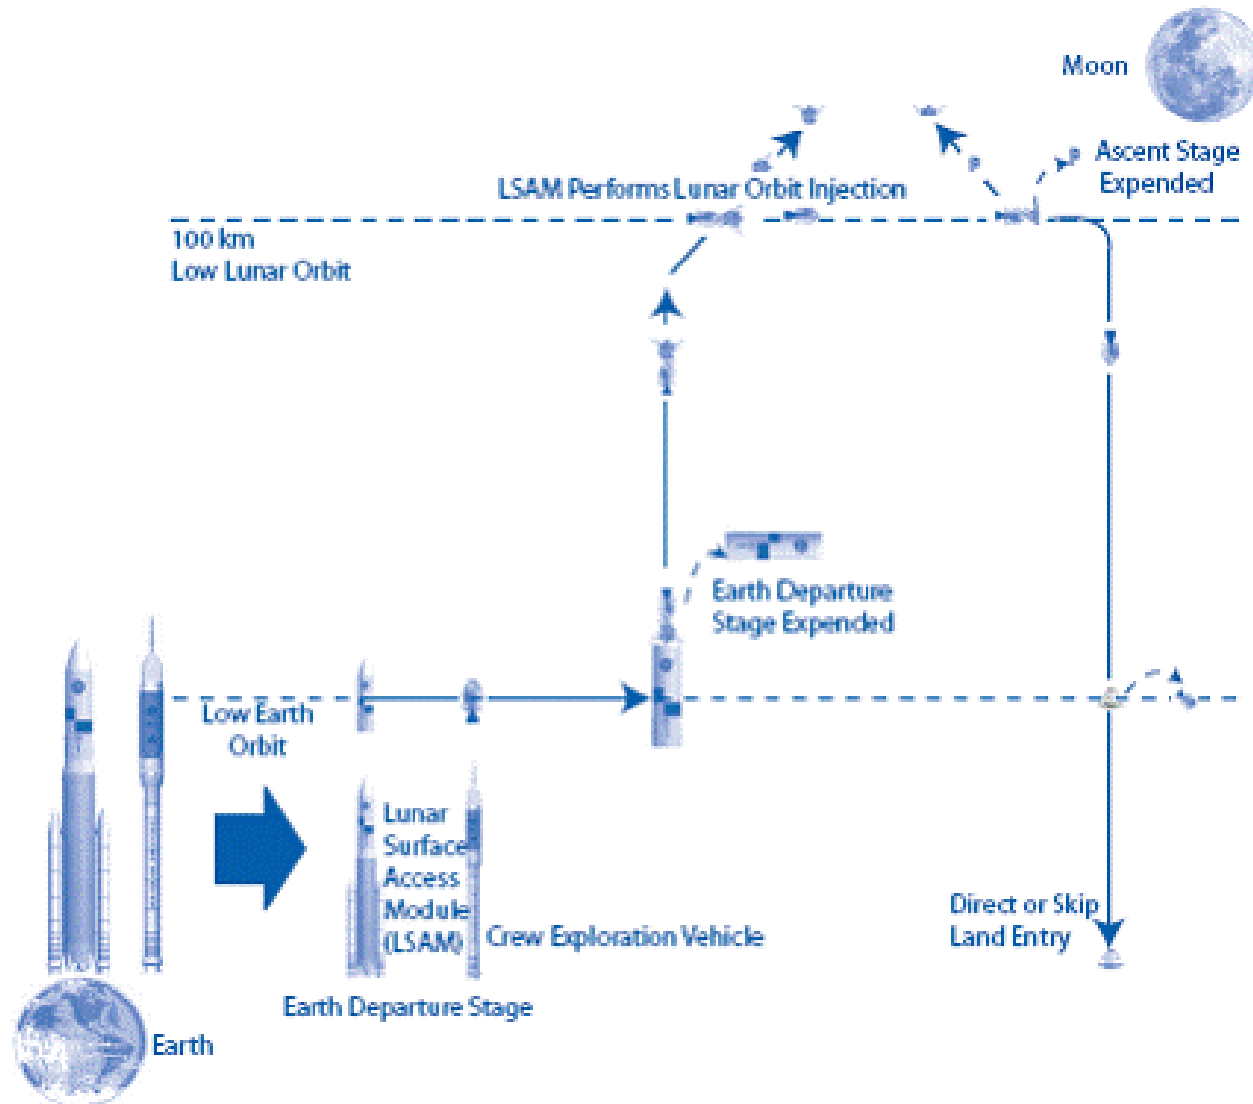 Moon
Ascent Stage
Expended
LSAM Performs Lunar Orbit Injection
100 km
Low Lunar Orbit
Earth Departure
Stage Expended
Low Earth
Orbit
Lunar
Surface
Access
Module
(LSAM)
Crew Exploration Vehicle
Direct or Skip
Land Entry
Earth Departure Stage
Earth